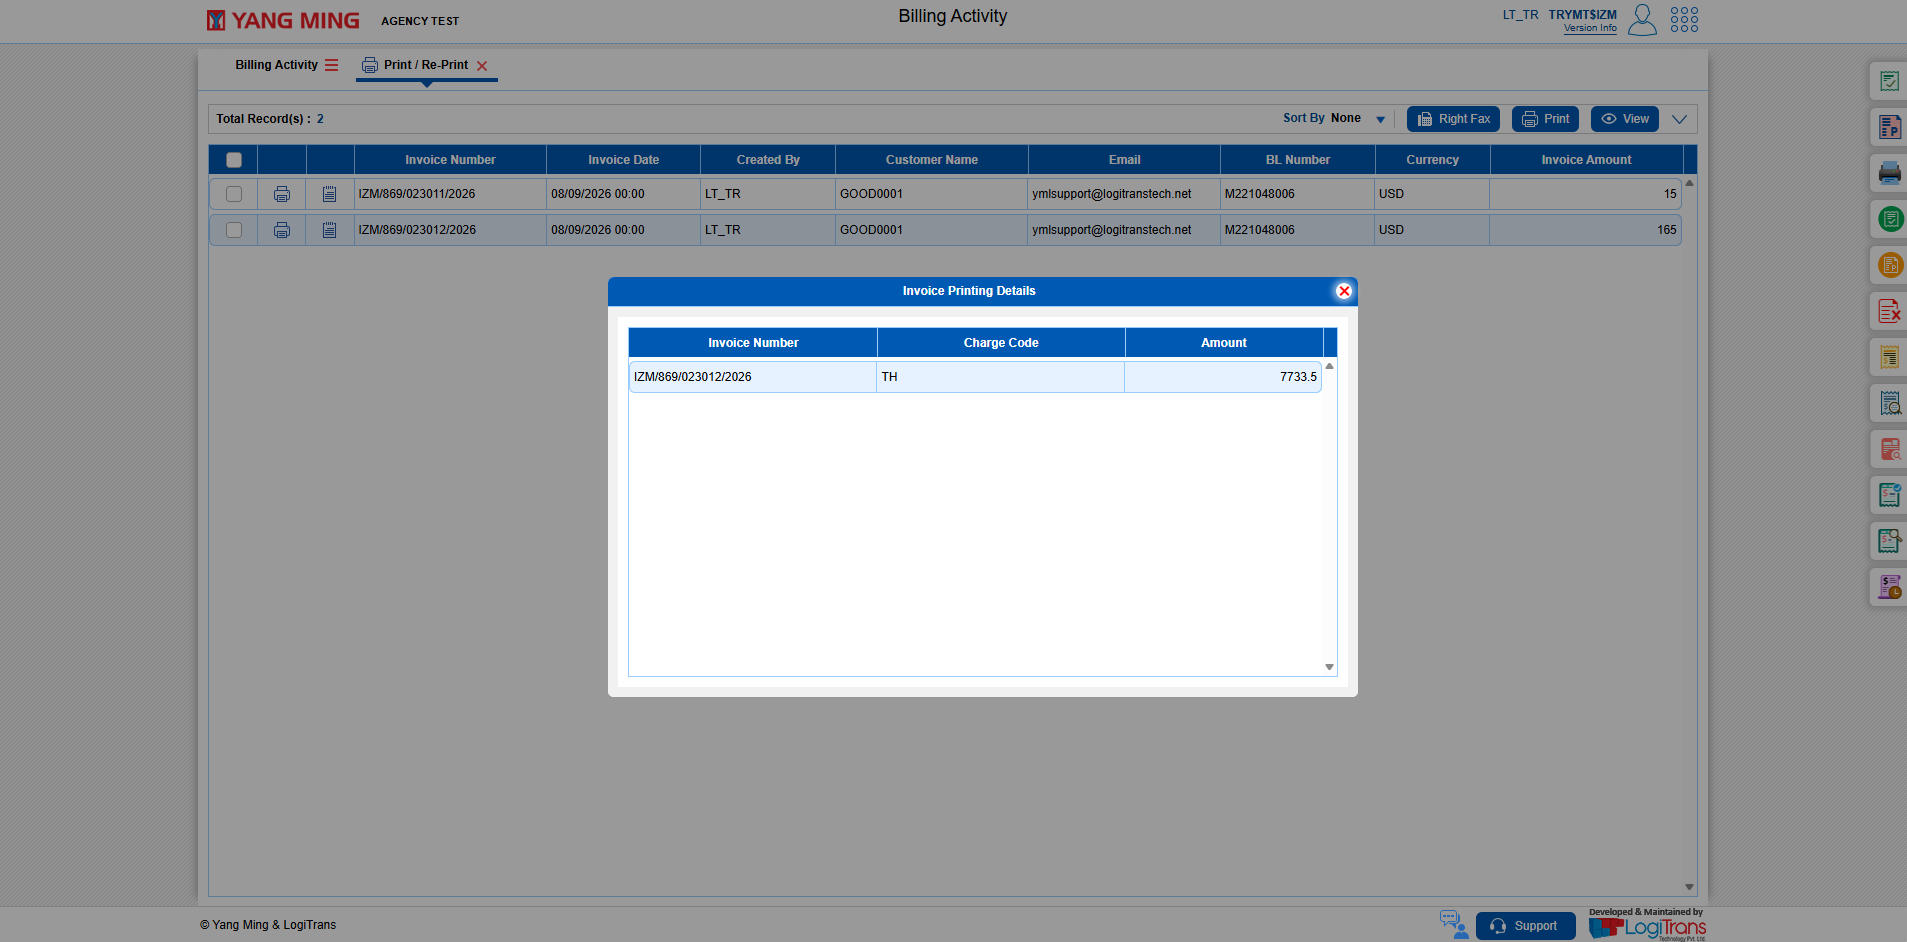 YANG MING AGENCY TEST
Billing Activity
LT_TR TRYMT$IZM
Version Info
Billing Activity
Print / Re-Print
Total Record(s) : 2
Sort By None
Right Fax
Print
View
Invoice Number Invoice Date Created By Customer Name Email BL Number Currency Invoice Amount
IZM/869/023011/2026 08/09/2026 00:00 LT_TR GOOD0001 ymlsupport@logitranstech.net M221048006 USD 15
IZM/869/023012/2026 08/09/2026 00:00 LT_TR GOOD0001 ymlsupport@logitranstech.net M221048006 USD 165
Invoice Printing Details
Invoice Number Charge Code Amount
IZM/869/023012/2026 TH 7733.5
© Yang Ming & LogiTrans
Support
Developed & Maintained by
LogiTrans
Technology Pvt. Ltd.